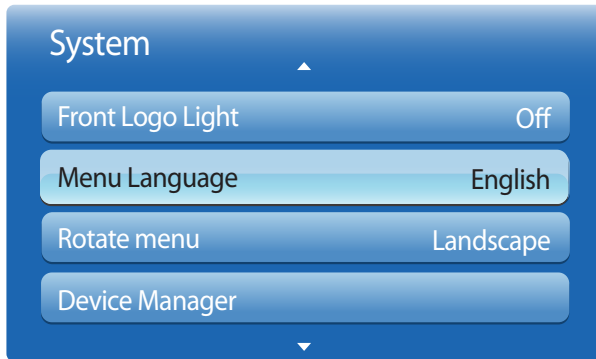 System
Front Logo Light Off
Menu Language English
Rotate menu Landscape
Device Manager